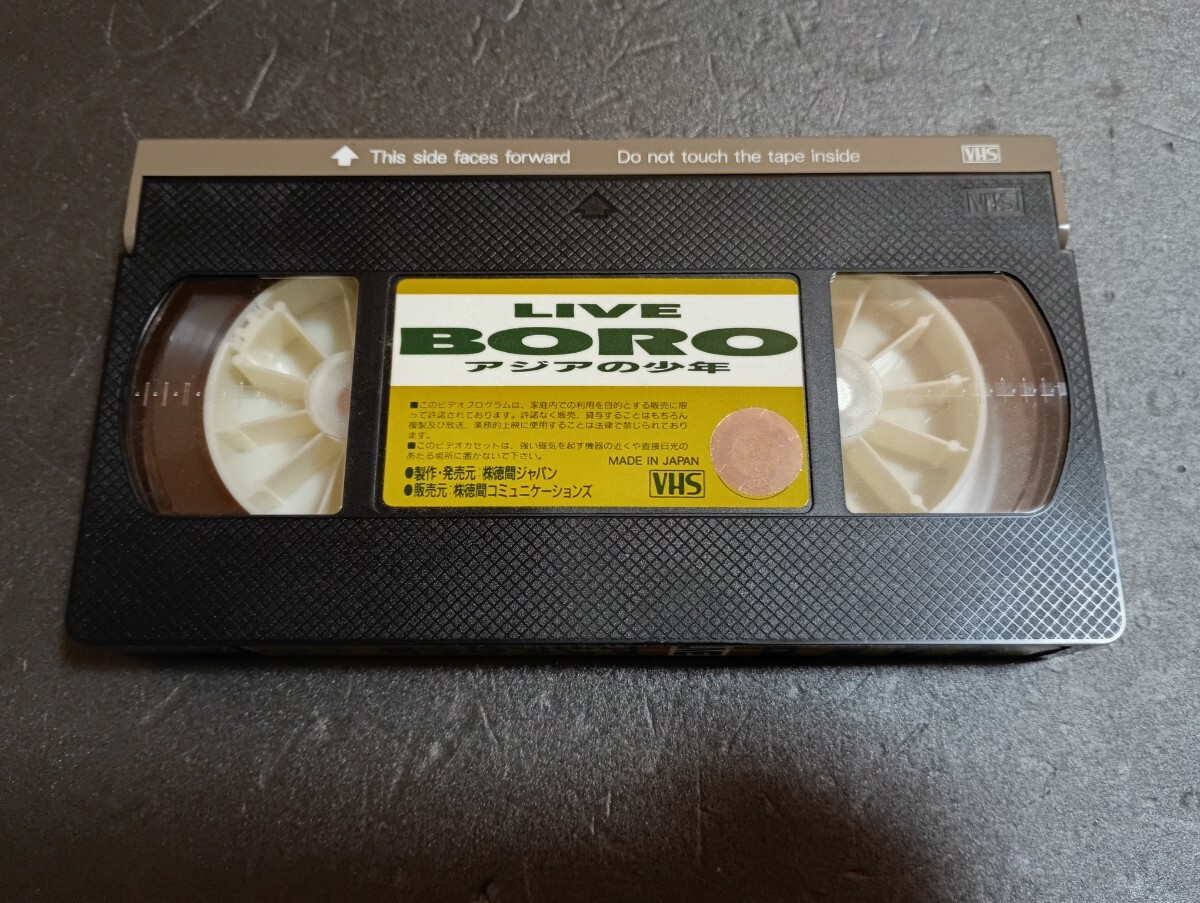 This side faces forward Do not touch the tape inside VHS
VHS
LIVE
BORO
アジアの少年
■このビデオプログラムは、家庭内での利用を目的とする販売に限
って許諾されております。許諾なく販売、貸与することはもちろん
複製及び放送、業務的上映に使用することは法律で禁じられており
ます。
■このビデオカセットは、強い磁気を起す機器の近くや直接日光の
あたる場所に置かないで下さい。
MADE IN JAPAN
●製作・発売元:㈱徳間ジャパン
●販売元:㈱徳間コミュニケーションズ
VHS